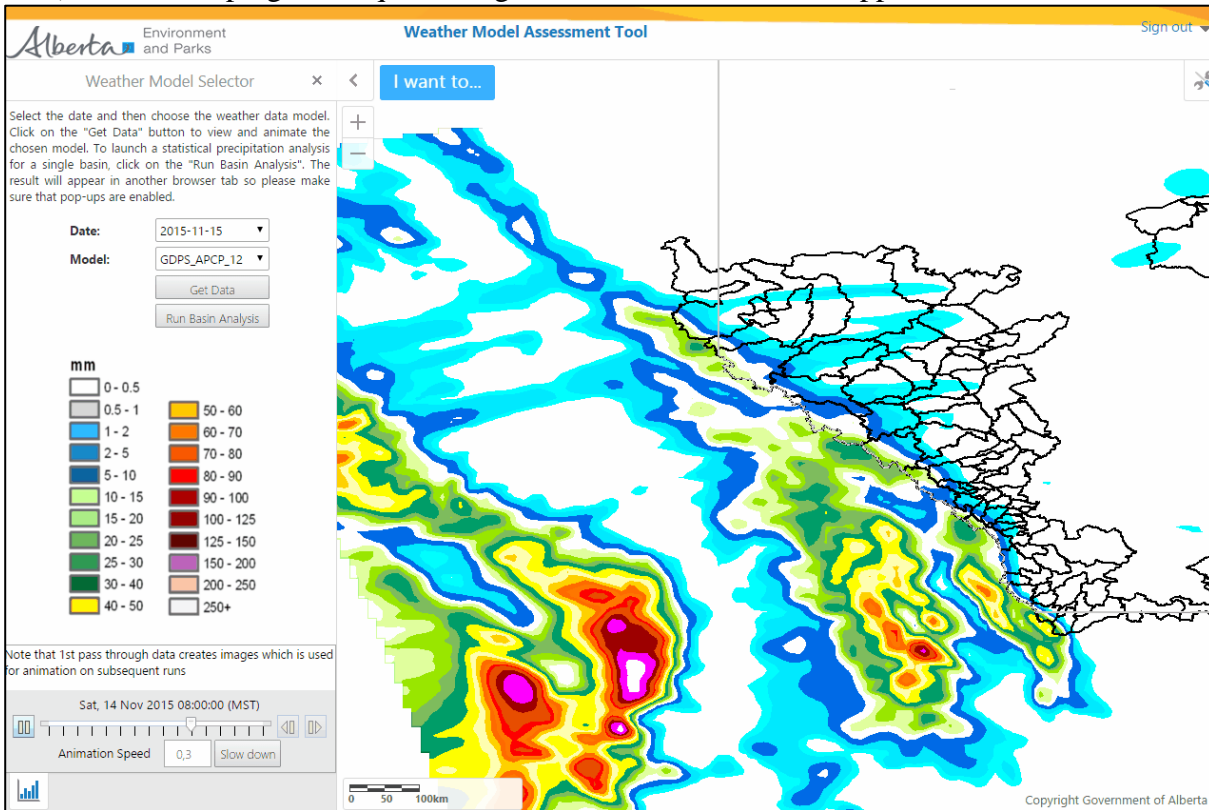 Alberta Environment
and Parks
Weather Model Assessment Tool
Sign out
Weather Model Selector
I want to...
Select the date and then choose the weather data model.
Click on the "Get Data" button to view and animate the
chosen model. To launch a statistical precipitation analysis
for a single basin, click on the "Run Basin Analysis". The
result will appear in another browser tab so please make
sure that pop-ups are enabled.
Date: 2015-11-15
Model: GDPS_APCP_12
Get Data
Run Basin Analysis
mm
0 - 0.5
0.5 - 1
1 - 2
2 - 5
5 - 10
10 - 15
15 - 20
20 - 25
25 - 30
30 - 40
40 - 50
50 - 60
60 - 70
70 - 80
80 - 90
90 - 100
100 - 125
125 - 150
150 - 200
200 - 250
250+
Note that 1st pass through data creates images which is used
for animation on subsequent runs
Sat, 14 Nov 2015 08:00:00 (MST)
Animation Speed 0,3 Slow down
0 50 100km
Copyright Government of Alberta